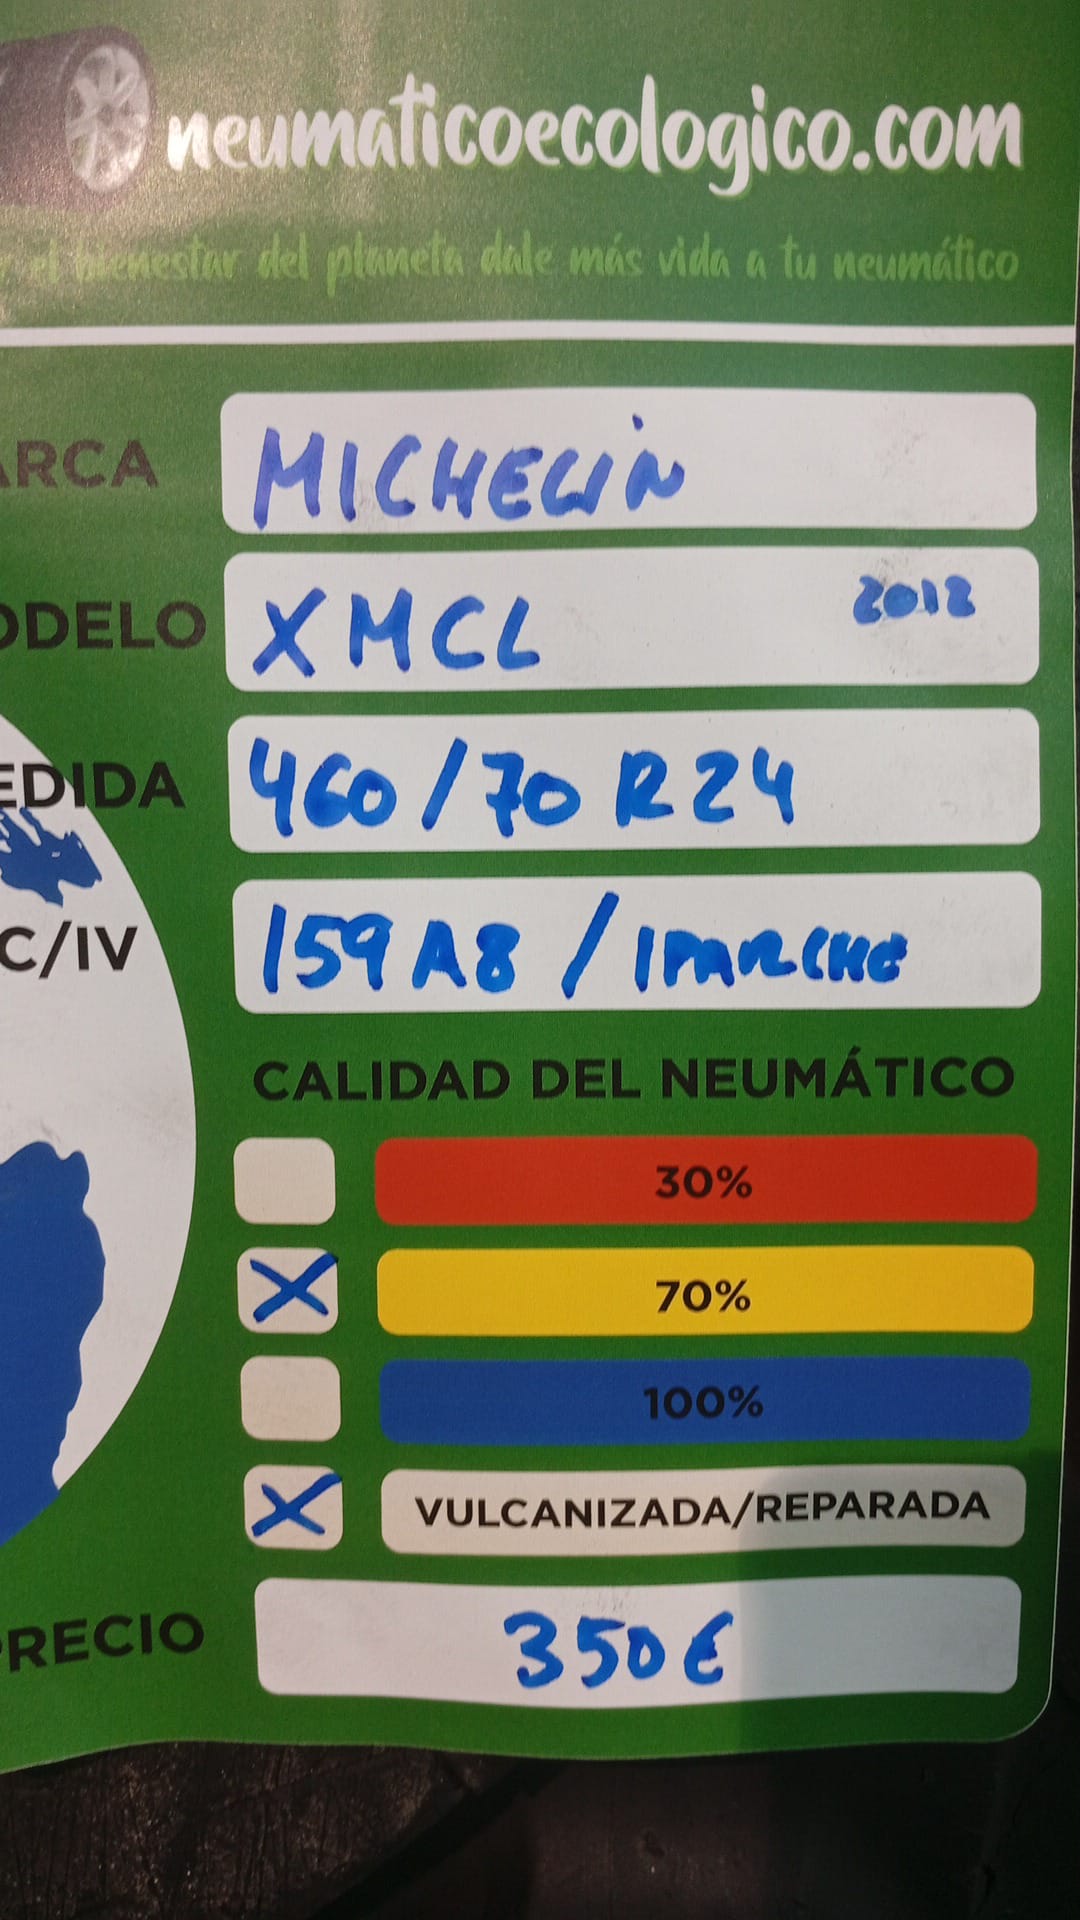 neumaticoecologico.com
el bienestar del planeta dale más vida a tu neumático
ARCA MICHELIN
ODELO XMCL 2012
EDIDA 460/70 R24
C/IV 159 A8 / 1 PARCHE
CALIDAD DEL NEUMÁTICO
30%
X 70%
100%
X VULCANIZADA/REPARADA
PRECIO 350€